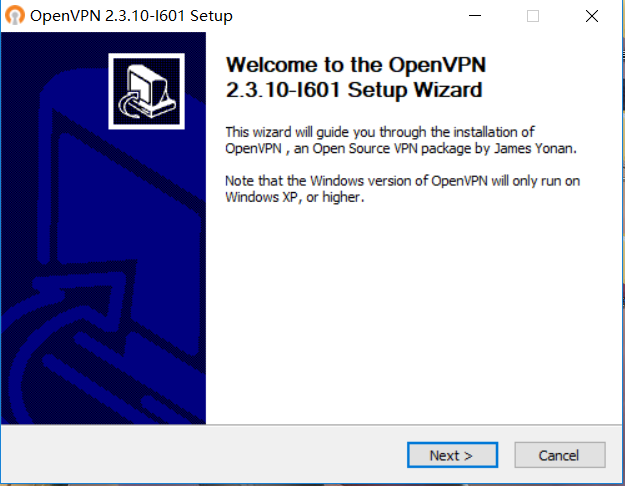 OpenVPN 2.3.10-I601 Setup
Welcome to the OpenVPN
2.3.10-I601 Setup Wizard
This wizard will guide you through the installation of
OpenVPN , an Open Source VPN package by James Yonan.
Note that the Windows version of OpenVPN will only run on
Windows XP, or higher.
Next >
Cancel